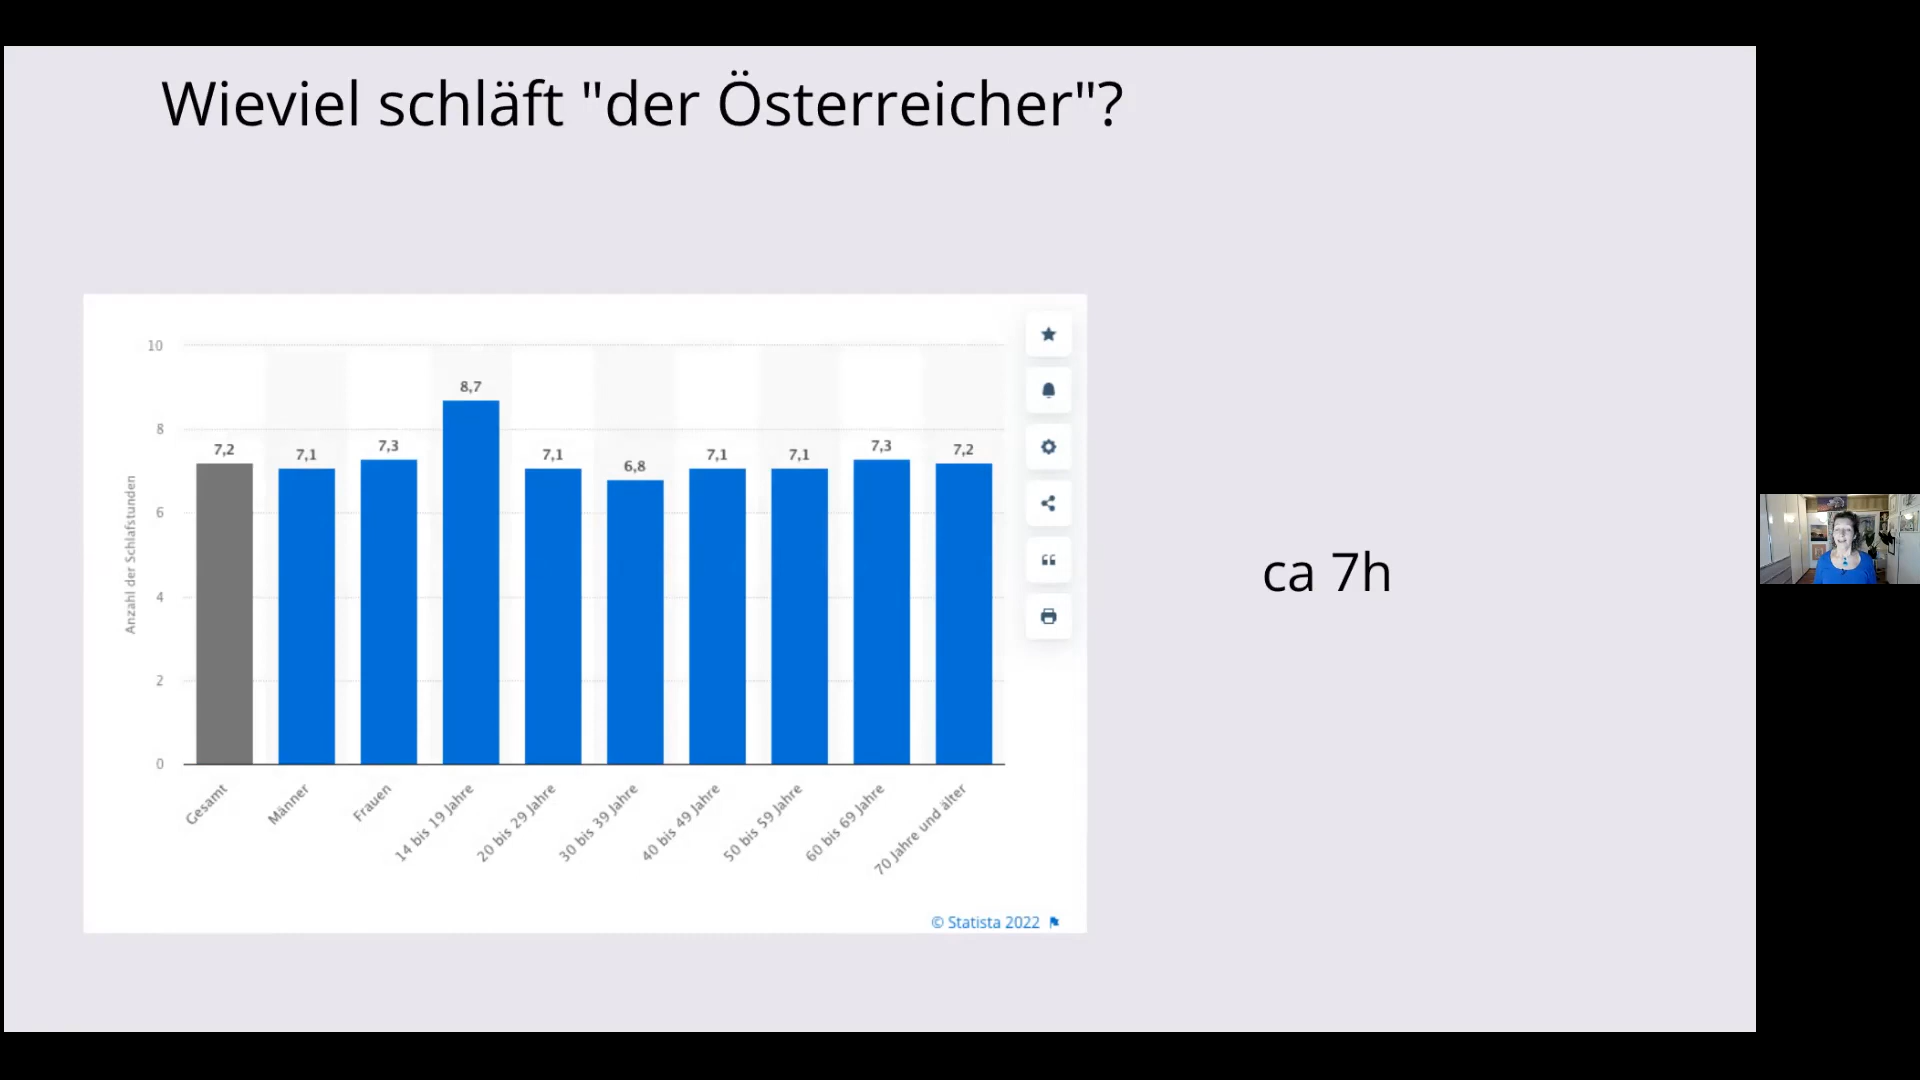 Wieviel schläft "der Österreicher"?
10
8
6
4
2
0
Anzahl der Schlafstunden
7,2
7,1
7,3
8,7
7,1
6,8
7,1
7,1
7,3
7,2
Gesamt
Männer
Frauen
14 bis 19 Jahre
20 bis 29 Jahre
30 bis 39 Jahre
40 bis 49 Jahre
50 bis 59 Jahre
60 bis 69 Jahre
70 Jahre und älter
© Statista 2022
ca 7h